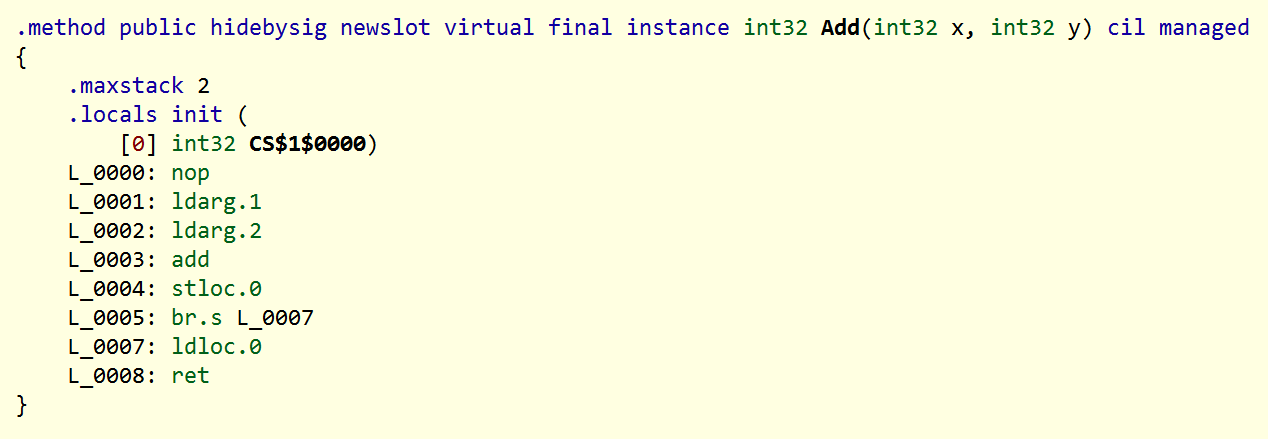 .method public hidebysig newslot virtual final instance int32 Add(int32 x, int32 y) cil managed
{
    .maxstack 2
    .locals init (
        [0] int32 CS$1$0000)
    L_0000: nop
    L_0001: ldarg.1
    L_0002: ldarg.2
    L_0003: add
    L_0004: stloc.0
    L_0005: br.s L_0007
    L_0007: ldloc.0
    L_0008: ret
}